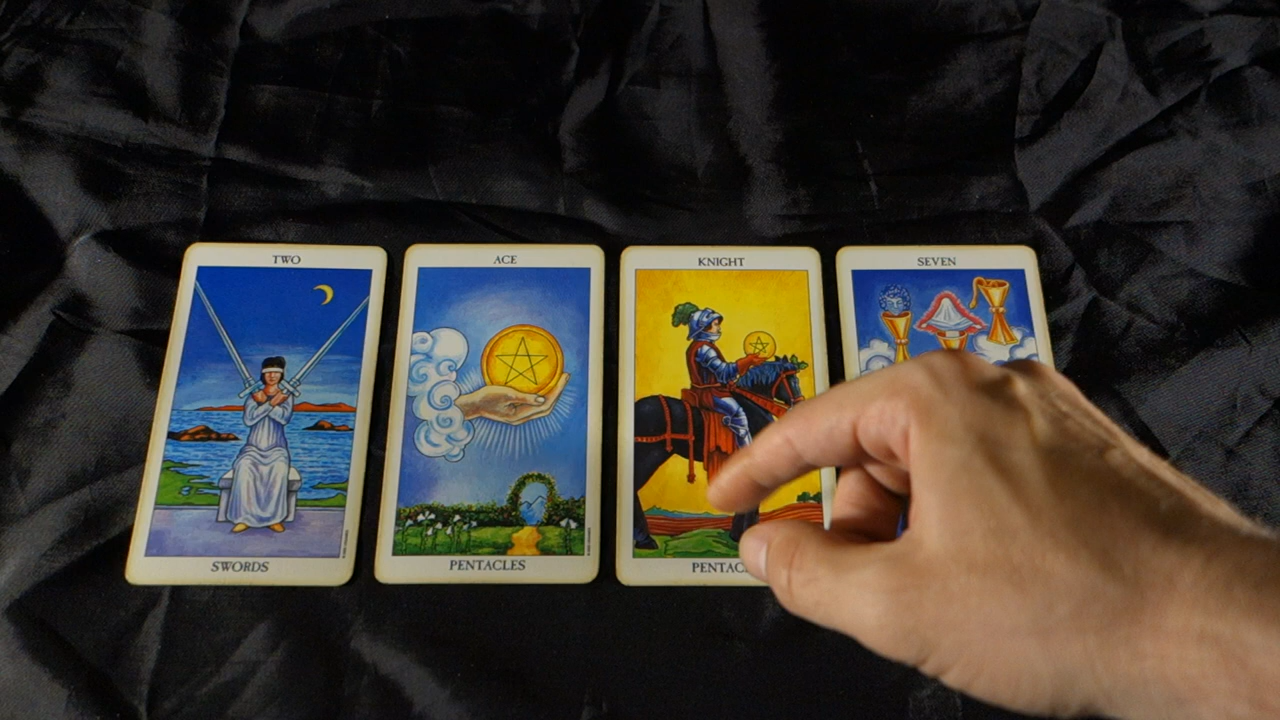 TWO
SWORDS
ACE
PENTACLES
KNIGHT
PENTAC
SEVEN